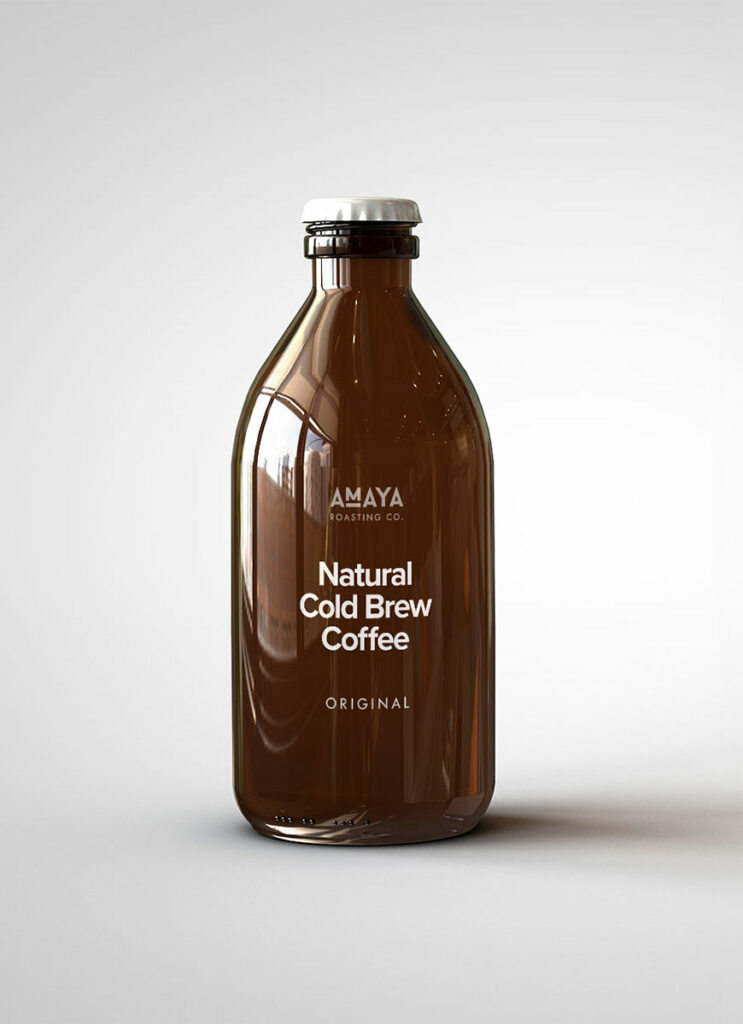 AMAYA
ROASTING CO.
Natural
Cold Brew
Coffee
ORIGINAL